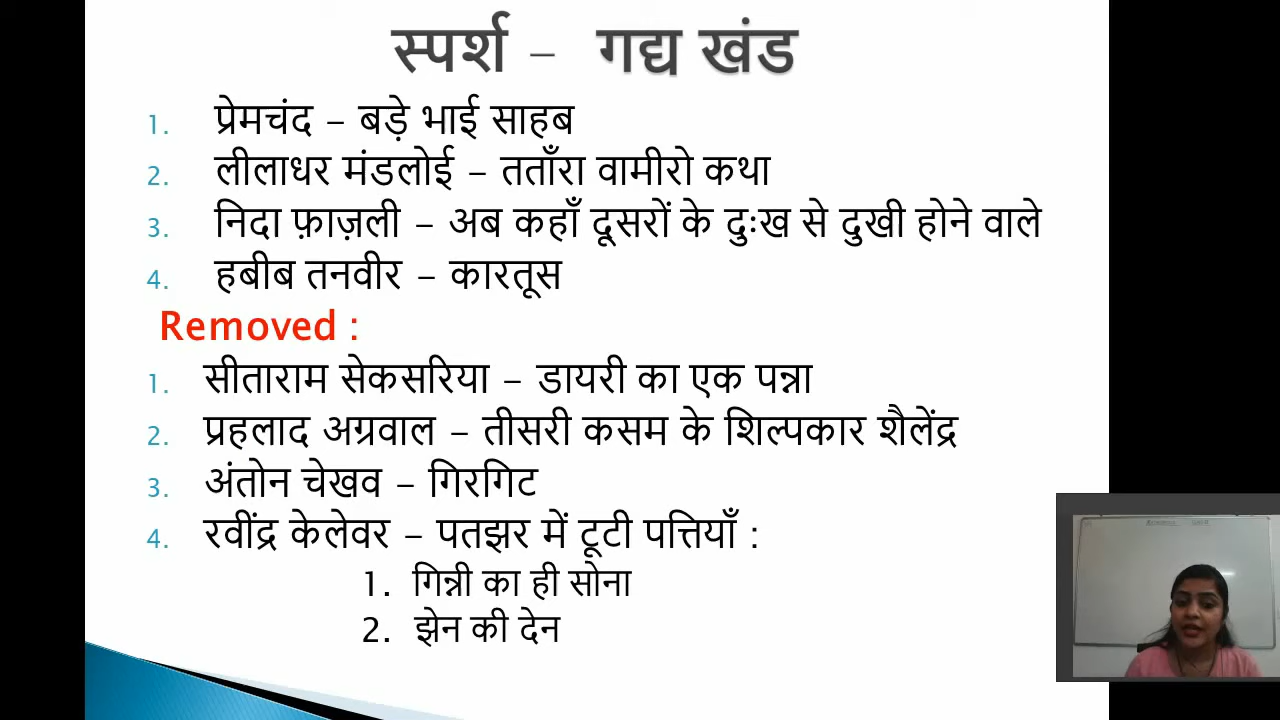 स्पर्श – गद्य खंड
1. प्रेमचंद – बड़े भाई साहब
2. लीलाधर मंडलोई – तताँरा वामीरो कथा
3. निदा फ़ाज़ली – अब कहाँ दूसरों के दुःख से दुखी होने वाले
4. हबीब तनवीर – कारतूस
Removed :
1. सीताराम सेकसरिया – डायरी का एक पन्ना
2. प्रहलाद अग्रवाल – तीसरी कसम के शिल्पकार शैलेंद्र
3. अंतोन चेखव – गिरगिट
4. रवींद्र केलेवर – पतझर में टूटी पत्तियाँ :
1. गिन्नी का ही सोना
2. झेन की देन